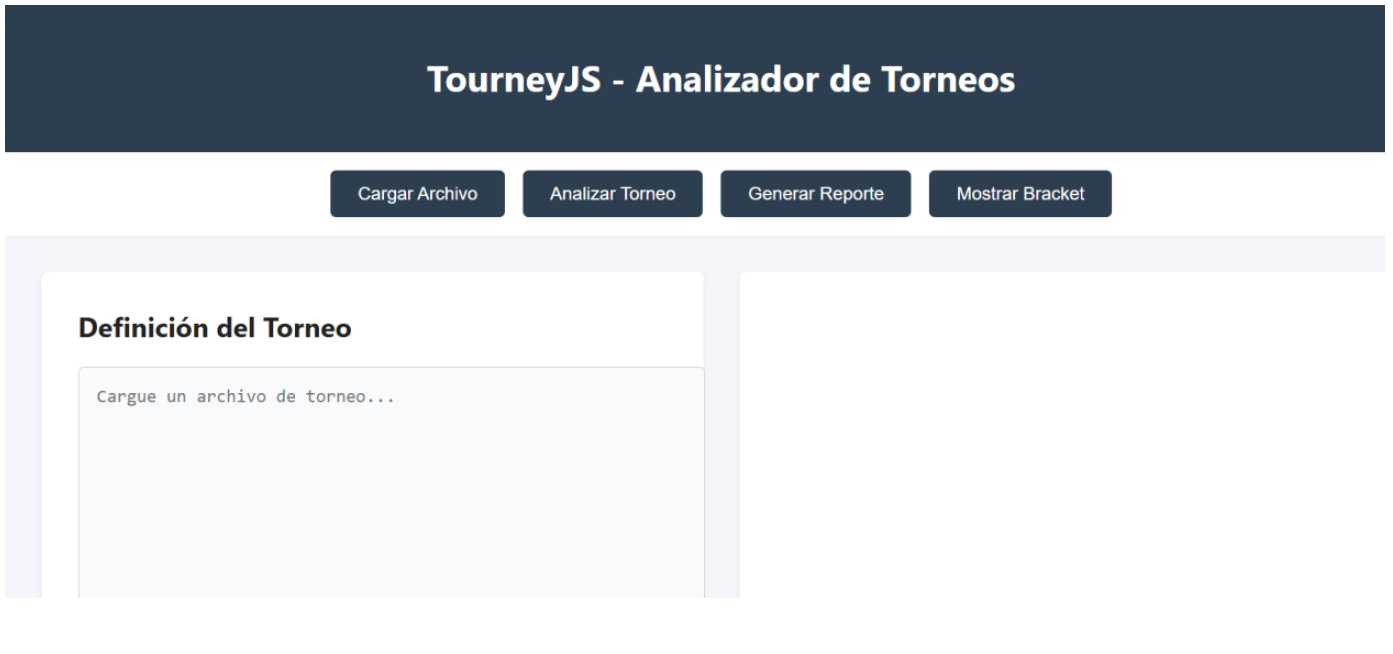 TourneyJS - Analizador de Torneos
Cargar Archivo Analizar Torneo Generar Reporte Mostrar Bracket
Definición del Torneo
Cargue un archivo de torneo...